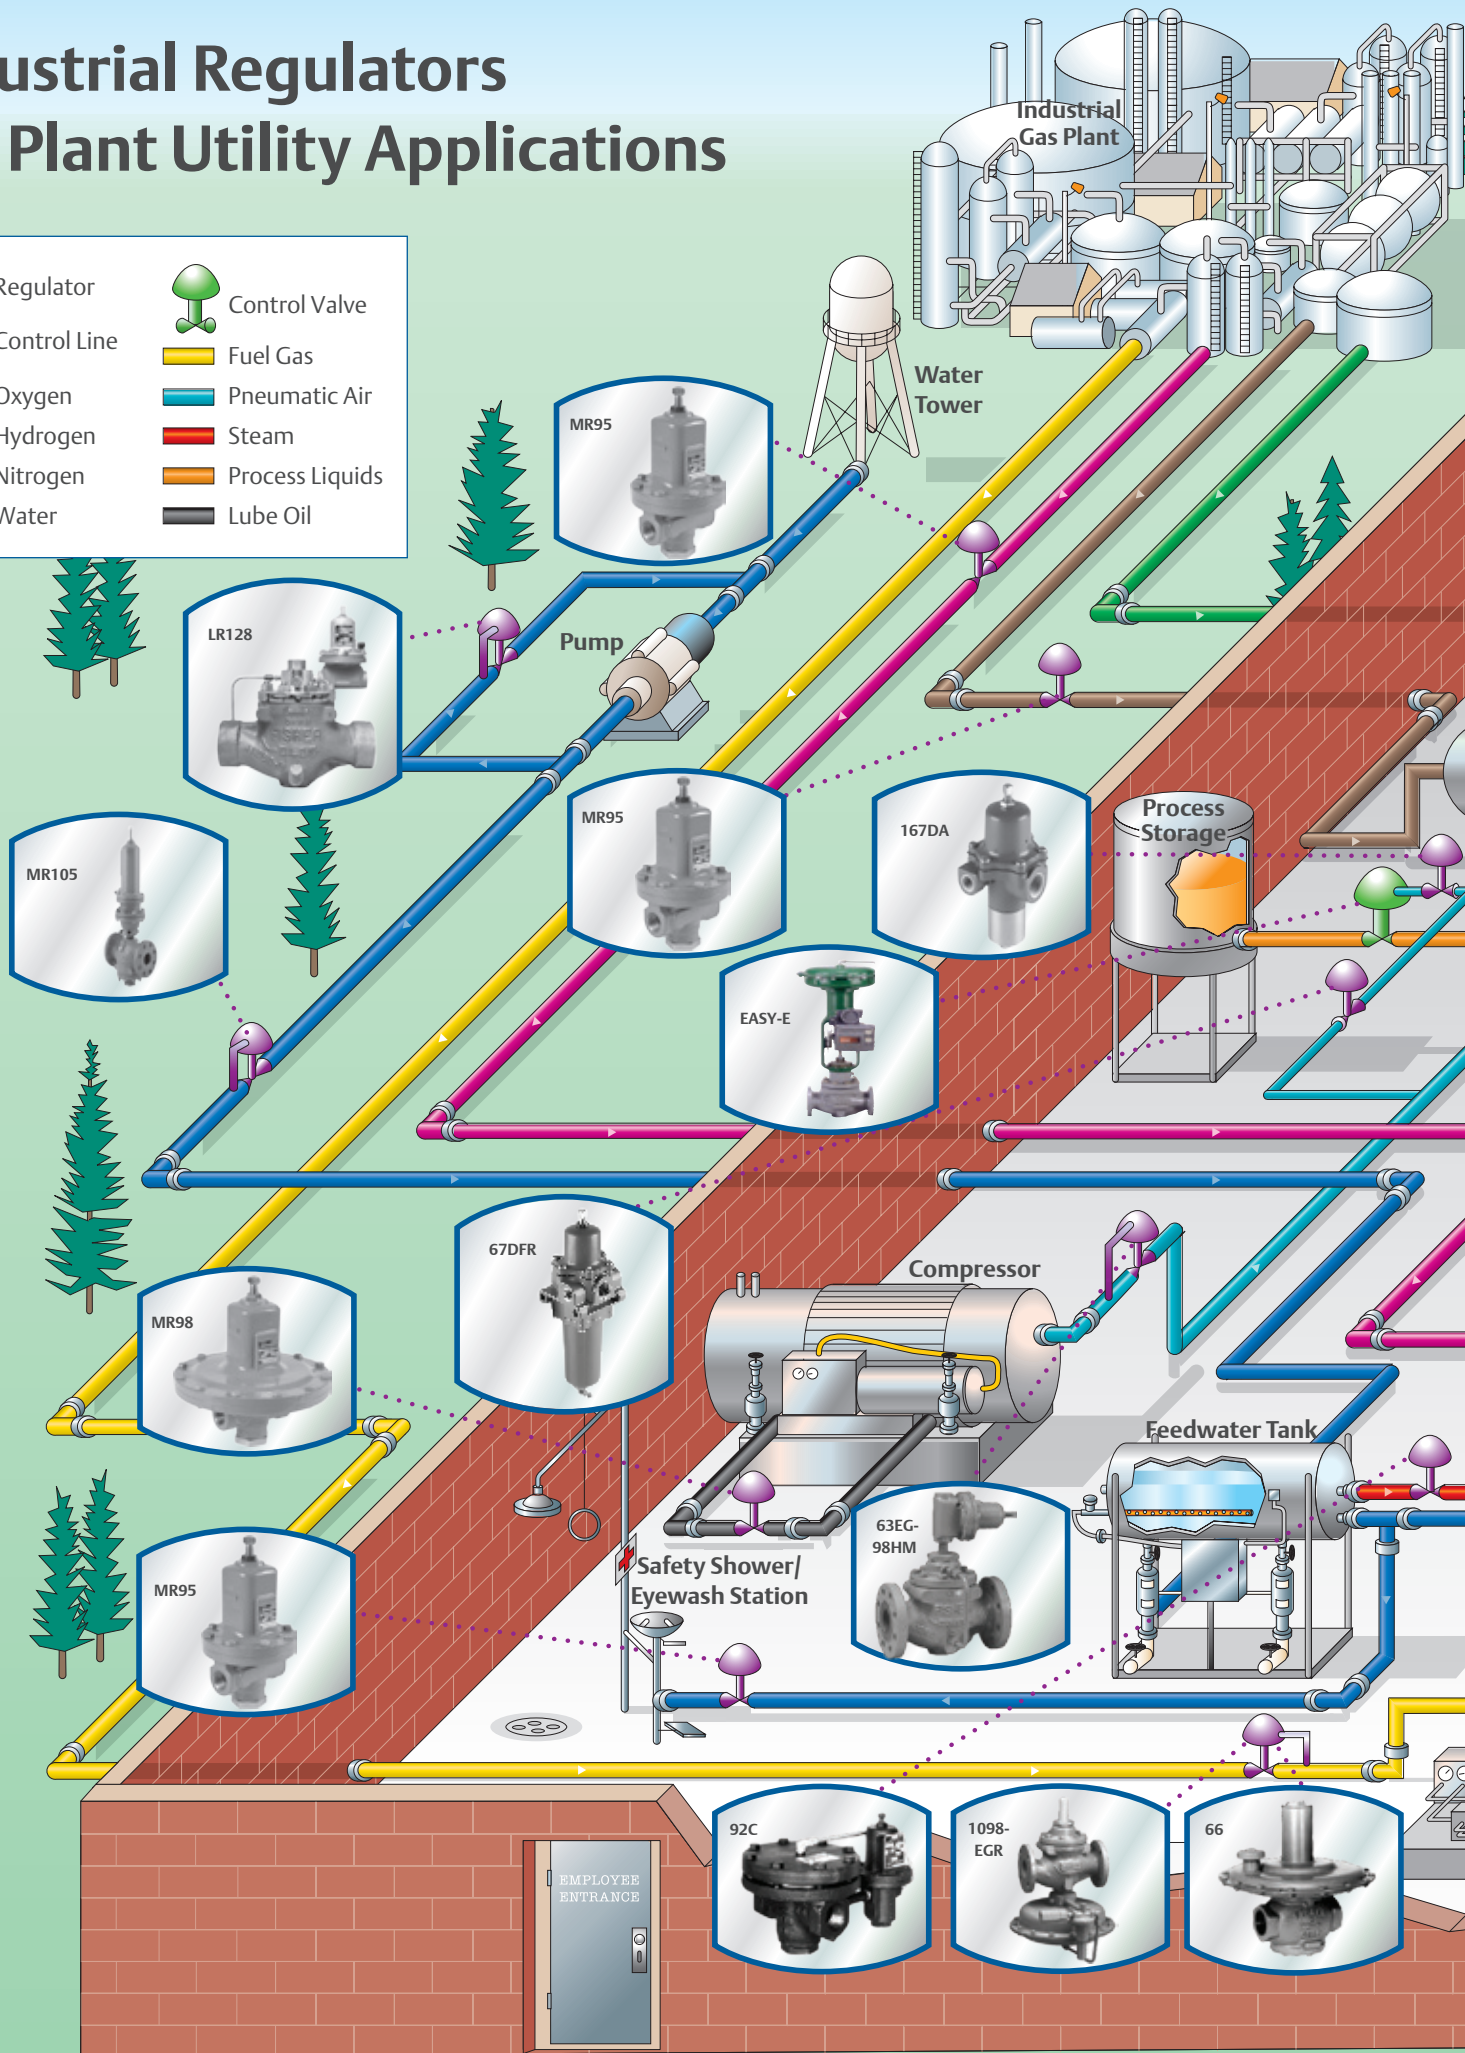 ustrial Regulators
Plant Utility Applications
Regulator
Control Line
Oxygen
Hydrogen
Nitrogen
Water
Control Valve
Fuel Gas
Pneumatic Air
Steam
Process Liquids
Lube Oil
Industrial
Gas Plant
Water
Tower
MR95
LR128
Pump
MR105
MR95
167DA
Process
Storage
EASY-E
67DFR
Compressor
MR98
Feedwater Tank
63EG-
98HM
MR95
Safety Shower/
Eyewash Station
92C
1098-
EGR
66
EMPLOYEE
ENTRANCE